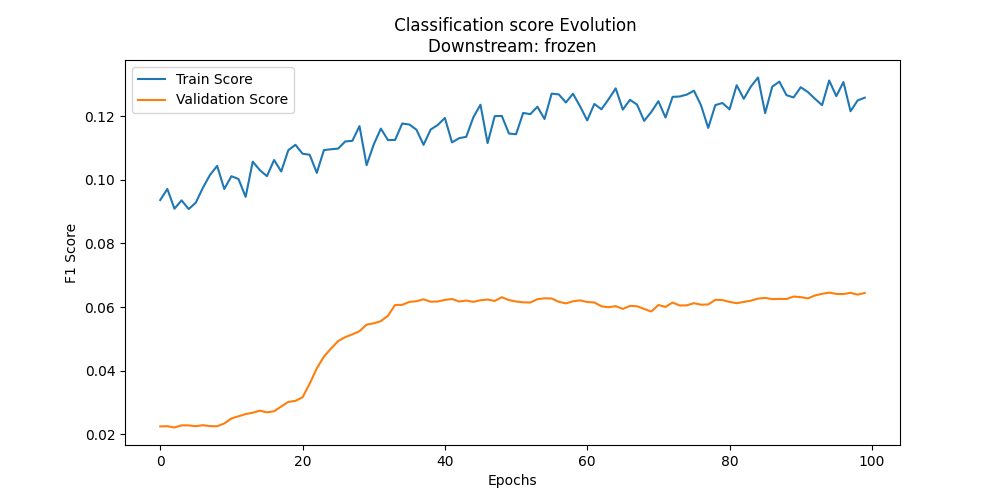 Classification score Evolution
Downstream: frozen
Train Score
Validation Score
F1 Score
0.12
0.10
0.08
0.06
0.04
0.02
0
20
40
60
80
100
Epochs